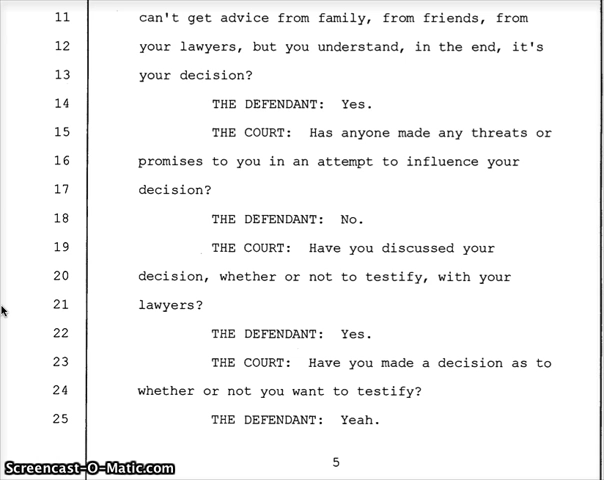 11 can't get advice from family, from friends, from
12 your lawyers, but you understand, in the end, it's
13 your decision?
14 THE DEFENDANT: Yes.
15 THE COURT: Has anyone made any threats or
16 promises to you in an attempt to influence your
17 decision?
18 THE DEFENDANT: No.
19 THE COURT: Have you discussed your
20 decision, whether or not to testify, with your
21 lawyers?
22 THE DEFENDANT: Yes.
23 THE COURT: Have you made a decision as to
24 whether or not you want to testify?
25 THE DEFENDANT: Yeah.
5
Screencast-O-Matic.com